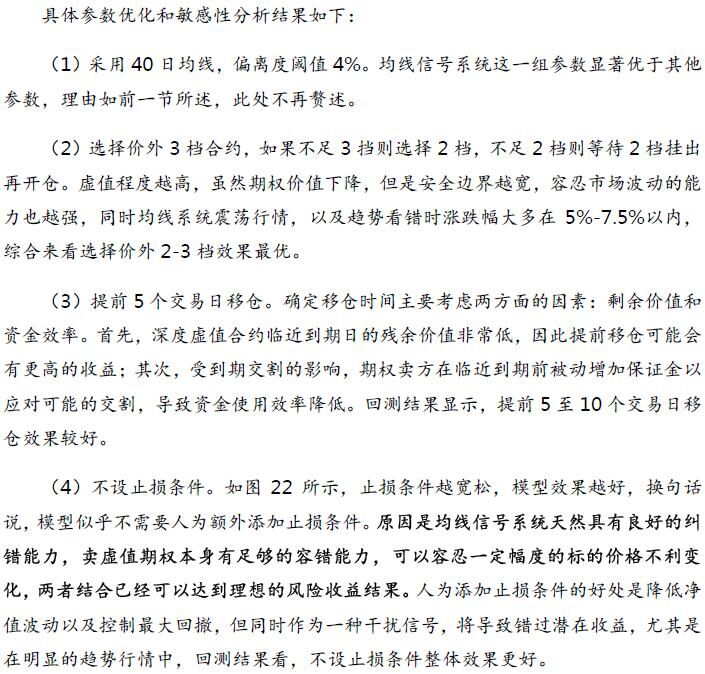 具体参数优化和敏感性分析结果如下：
（1）采用 40 日均线，偏离度阈值 4%。均线信号系统这一组参数显著优于其他
参数，理由如前一节所述，此处不再赘述。
（2）选择价外 3 档合约，如果不足 3 挡则选择 2 档，不足 2 档则等待 2 档挂出
再开仓。虚值程度越高，虽然期权价值下降，但是安全边界越宽，容忍市场波动的能
力也越强，同时均线系统震荡行情，以及趋势看错时涨跌幅大多在 5%-7.5%以内，
综合来看选择价外 2-3 档效果最优。
（3）提前 5 个交易日移仓。确定移仓时间主要考虑两方面的因素：剩余价值和
资金效率。首先，深度虚值合约临近到期日的残余价值非常低，因此提前移仓可能会
有更高的收益；其次，受到期交割的影响，期权卖方在临近到期前被动增加保证金以
应对可能的交割，导致资金使用效率降低。回测结果显示，提前 5 至 10 个交易日移
仓效果较好。
（4）不设止损条件。如图 22 所示，止损条件越宽松，模型效果越好，换句话
说，模型似乎不需要人为额外添加止损条件。原因是均线信号系统天然具有良好的纠
错能力，卖虚值期权本身有足够的容错能力，可以容忍一定幅度的标的价格不利变
化，两者结合已经可以达到理想的风险收益结果。人为添加止损条件的好处是降低净
值波动以及控制最大回撤，但同时作为一种干扰信号，将导致错过潜在收益，尤其是
在明显的趋势行情中，回测结果看，不设止损条件整体效果更好。